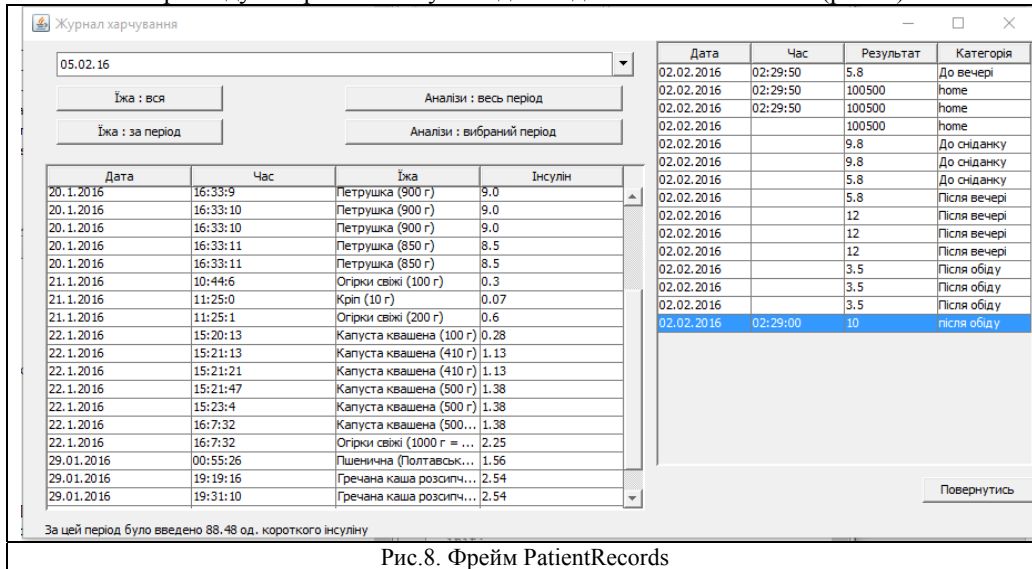 Журнал харчування
05.02.16
Їжа : вся Аналізи : весь період
Їжа : за період Аналізи : вибраний період
Дата Час Їжа Інсулін
20.1.2016 16:33:9 Петрушка (900 г) 9.0
20.1.2016 16:33:10 Петрушка (900 г) 9.0
20.1.2016 16:33:10 Петрушка (900 г) 9.0
20.1.2016 16:33:11 Петрушка (850 г) 8.5
20.1.2016 16:33:11 Петрушка (850 г) 8.5
21.1.2016 10:44:6 Огірки свіжі (100 г) 0.3
21.1.2016 11:25:0 Кріп (10 г) 0.07
21.1.2016 11:25:1 Огірки свіжі (200 г) 0.6
22.1.2016 15:20:13 Капуста квашена (100 г) 0.28
22.1.2016 15:21:13 Капуста квашена (410 г) 1.13
22.1.2016 15:21:21 Капуста квашена (410 г) 1.13
22.1.2016 15:21:47 Капуста квашена (500 г) 1.38
22.1.2016 15:23:4 Капуста квашена (500 г) 1.38
22.1.2016 16:7:32 Капуста квашена (500... 1.38
22.1.2016 16:7:32 Огірки свіжі (1000 г = ... 2.25
29.01.2016 00:55:26 Пшенична (Полтавськ... 1.56
29.01.2016 19:19:16 Гречана каша розсипч... 2.54
29.01.2016 19:31:10 Гречана каша розсипч... 2.54
За цей період було введено 88.48 од. короткого інсуліну
Дата Час Результат Категорія
02.02.2016 02:29:50 5.8 До вечері
02.02.2016 02:29:50 100500 home
02.02.2016 02:29:50 100500 home
02.02.2016 100500 home
02.02.2016 9.8 До сніданку
02.02.2016 9.8 До сніданку
02.02.2016 5.8 До сніданку
02.02.2016 5.8 Після вечері
02.02.2016 12 Після вечері
02.02.2016 12 Після вечері
02.02.2016 12 Після вечері
02.02.2016 3.5 Після обіду
02.02.2016 3.5 Після обіду
02.02.2016 3.5 Після обіду
02.02.2016 02:29:00 10 після обіду
Повернутись
Рис.8. Фрейм PatientRecords